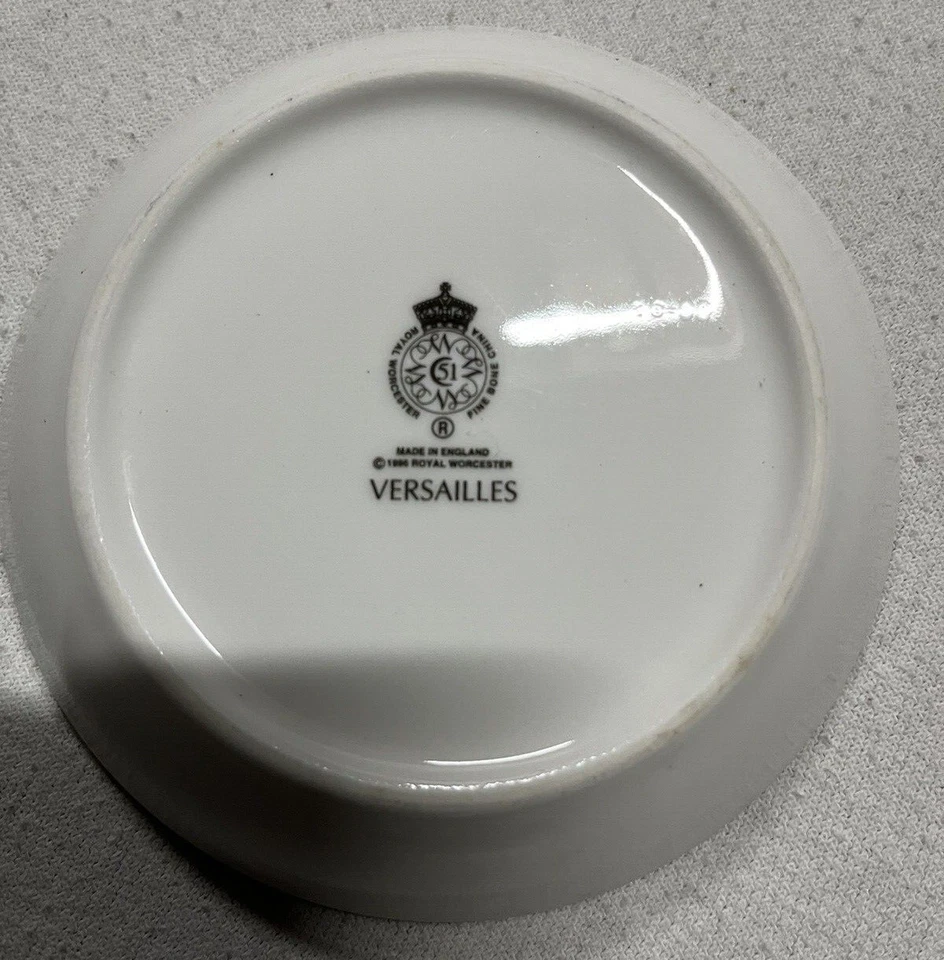 ROYAL WORCESTER
FINE BONE CHINA
51
®
MADE IN ENGLAND
© 1996 ROYAL WORCESTER
VERSAILLES